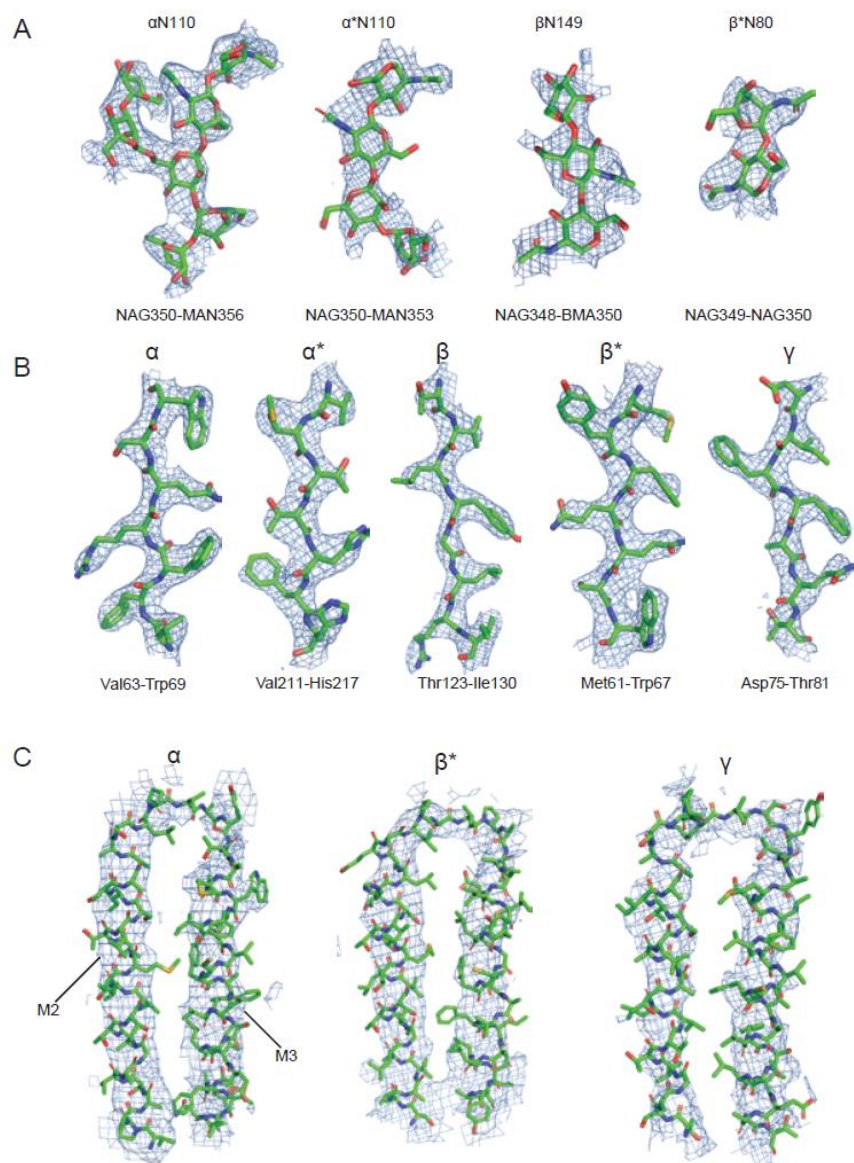 A
αN110 α*N110 βN149 β*N80
NAG350-MAN356 NAG350-MAN353 NAG348-BMA350 NAG349-NAG350
B
α α* β β* γ
Val63-Trp69 Val211-His217 Thr123-Ile130 Met61-Trp67 Asp75-Thr81
C
α β* γ
M2
M3